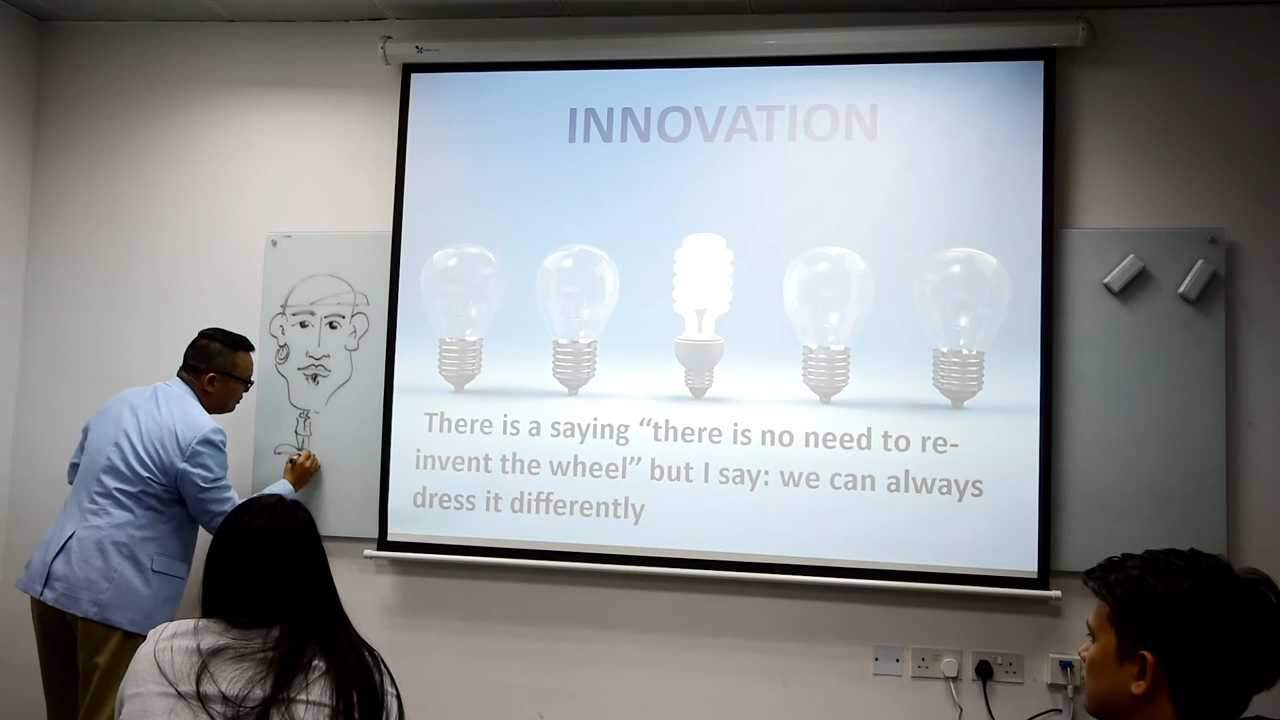 INNOVATION
There is a saying “there is no need to re-
invent the wheel” but I say: we can always
dress it differently